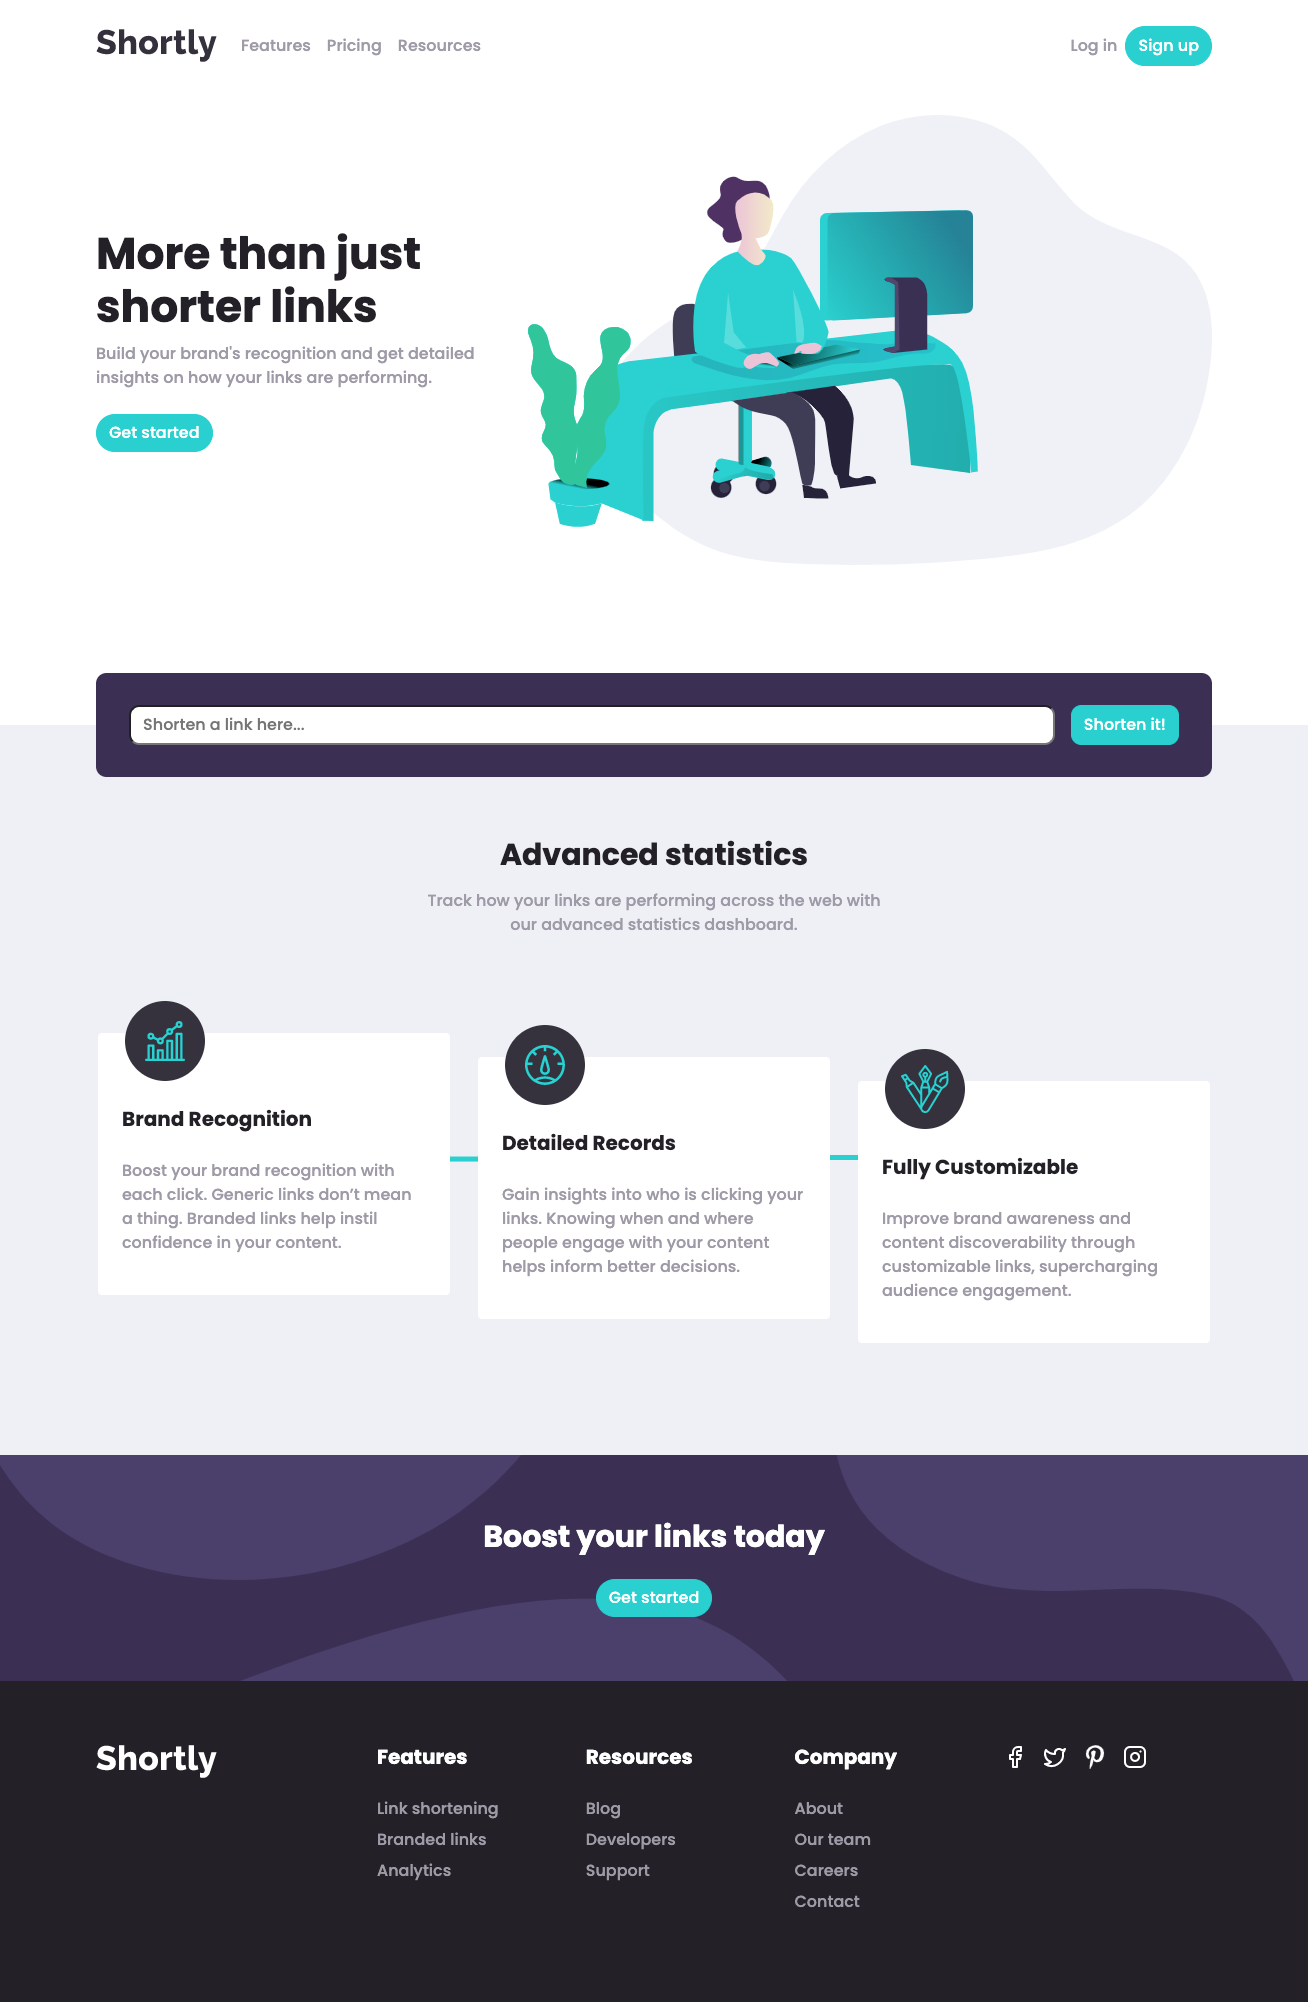 Shortly
Features
Pricing
Resources
Log in
Sign up
More than just
shorter links
Build your brand's recognition and get detailed
insights on how your links are performing.
Get started
Shorten a link here...
Shorten it!
Advanced statistics
Track how your links are performing across the web with
our advanced statistics dashboard.
Brand Recognition
Boost your brand recognition with
each click. Generic links don’t mean
a thing. Branded links help instil
confidence in your content.
Detailed Records
Gain insights into who is clicking your
links. Knowing when and where
people engage with your content
helps inform better decisions.
Fully Customizable
Improve brand awareness and
content discoverability through
customizable links, supercharging
audience engagement.
Boost your links today
Get started
Shortly
Features
Link shortening
Branded links
Analytics
Resources
Blog
Developers
Support
Company
About
Our team
Careers
Contact